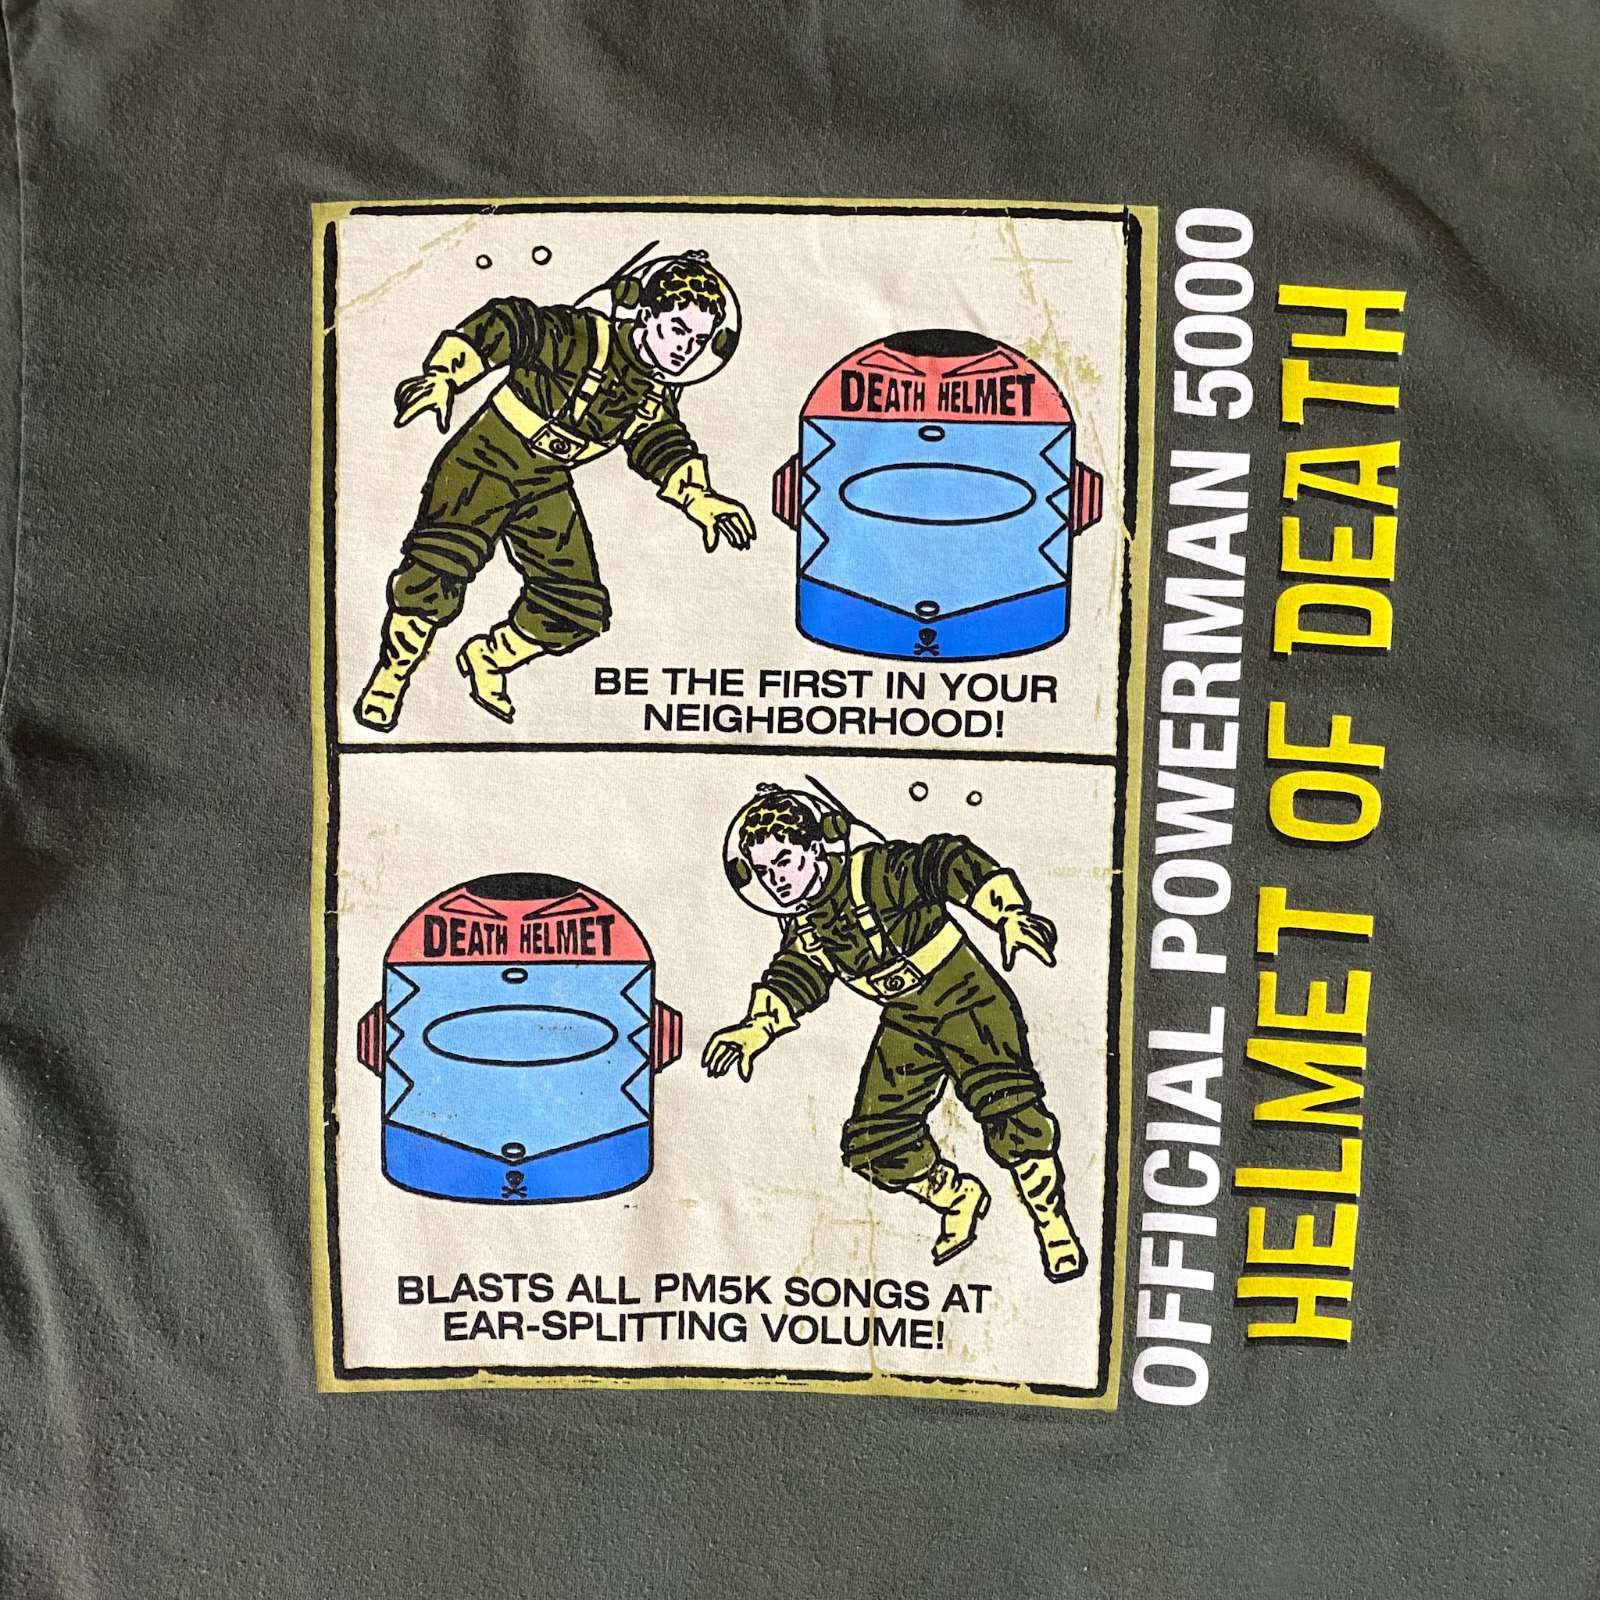 DEATH HELMET
BE THE FIRST IN YOUR
NEIGHBORHOOD!
DEATH HELMET
BLASTS ALL PM5K SONGS AT
EAR-SPLITTING VOLUME!
OFFICIAL POWERMAN 5000
HELMET OF DEATH